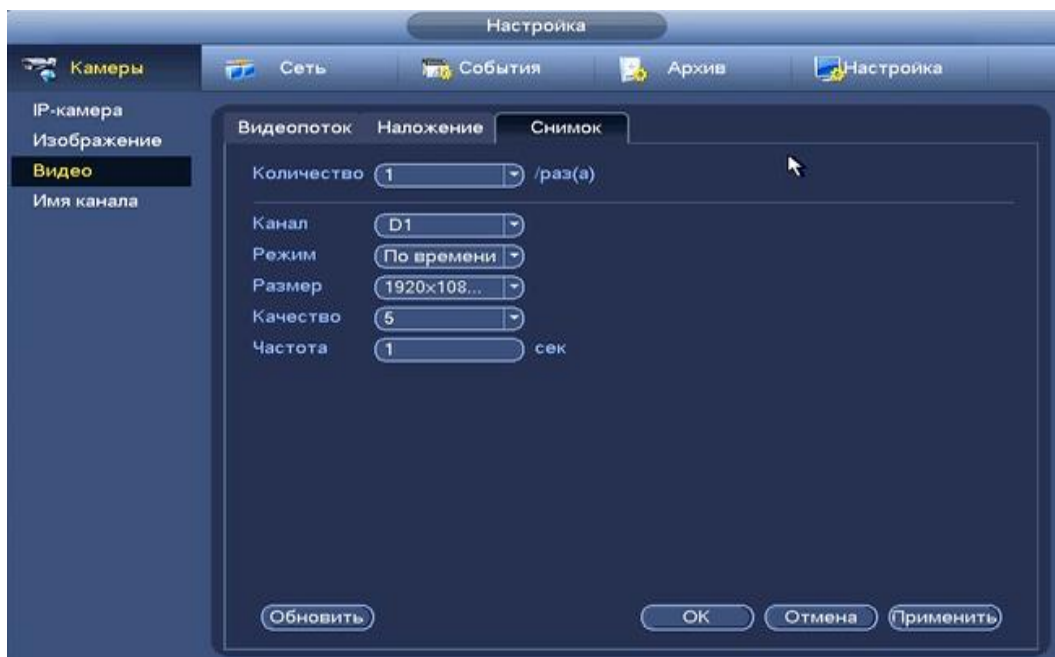 Настройка
Камеры Сеть События Архив Настройка
IP-камера
Изображение
Видео
Имя канала
Видеопоток Наложение Снимок
Количество 1 /раз(а)
Канал D1
Режим По времени
Размер 1920x108...
Качество 5
Частота 1 сек
Обновить OK Отмена Применить